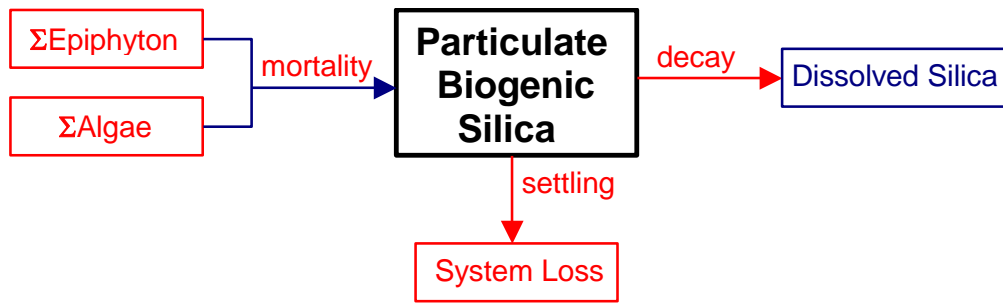 ΣEpiphyton
ΣAlgae
mortality
Particulate
Biogenic
Silica
decay
Dissolved Silica
settling
System Loss